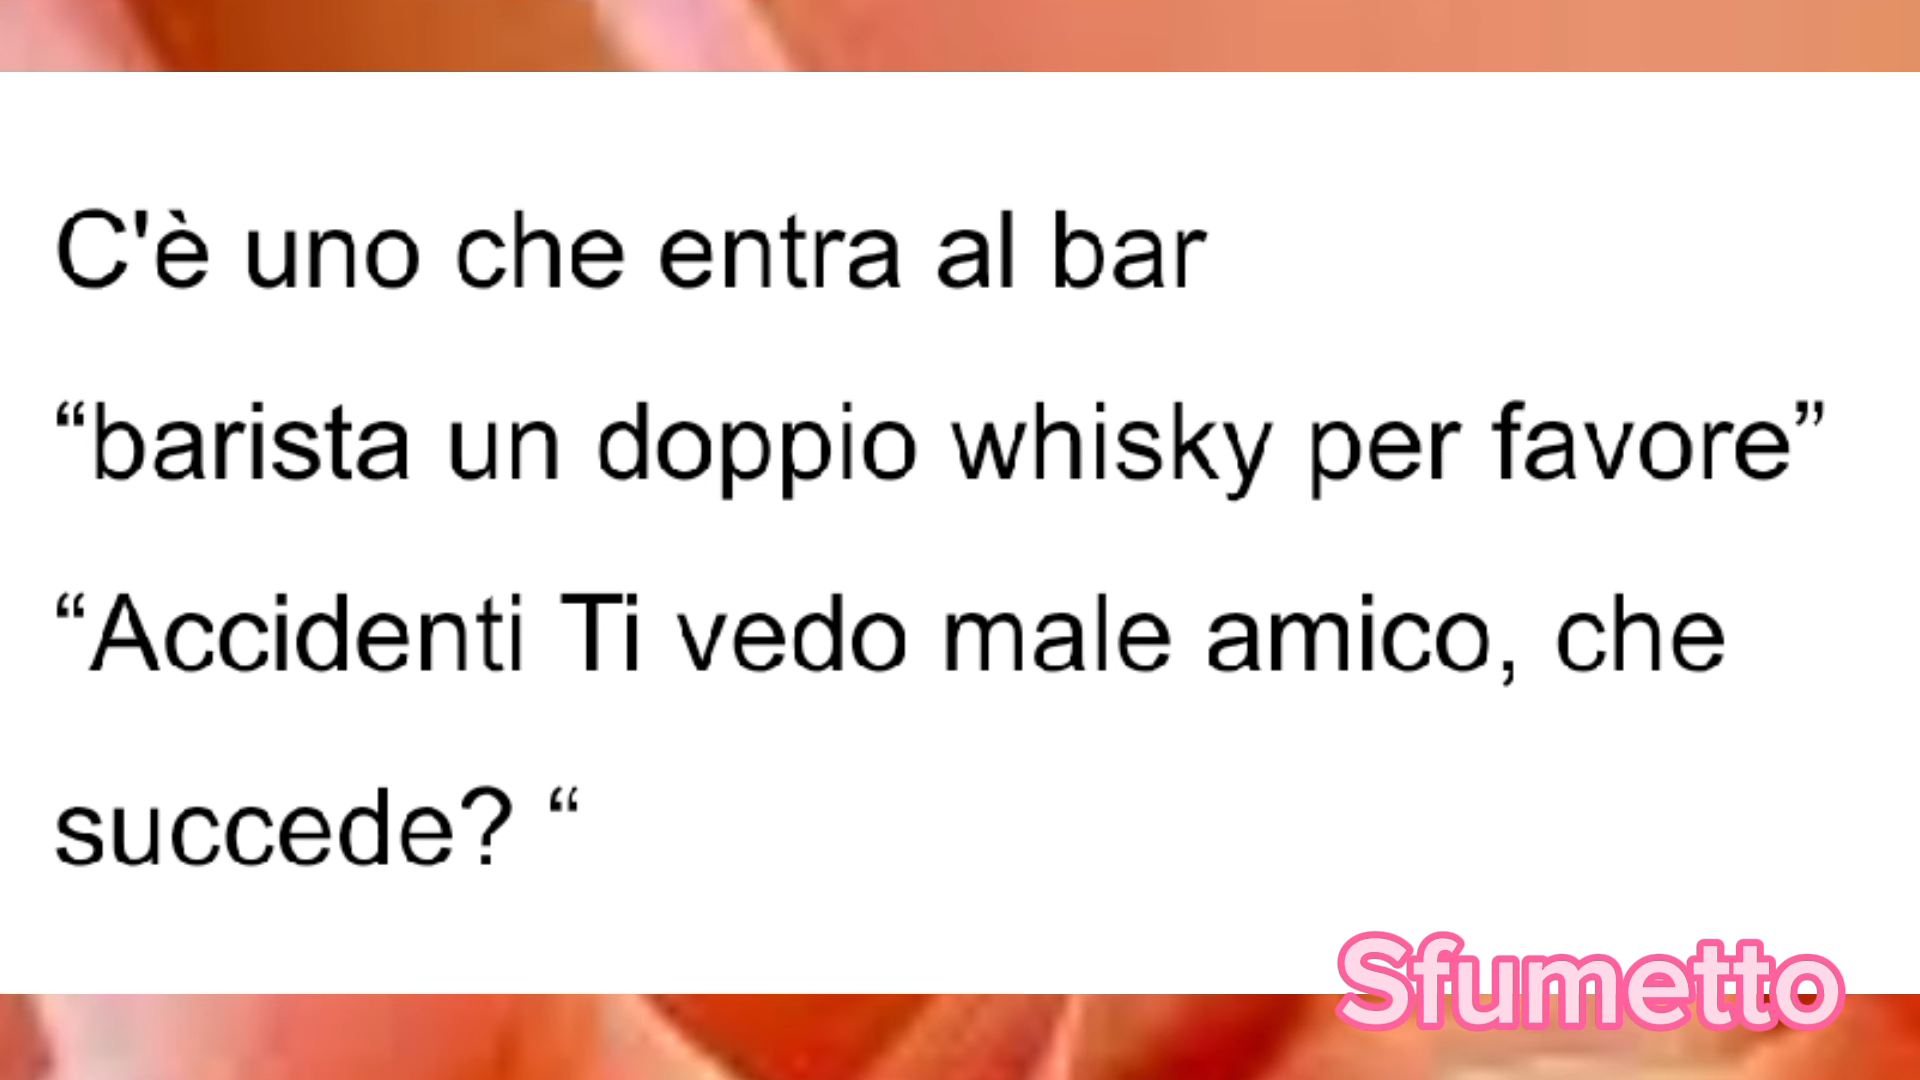 C'è uno che entra al bar
“barista un doppio whisky per favore”
“Accidenti Ti vedo male amico, che
succede? “
Sfumetto